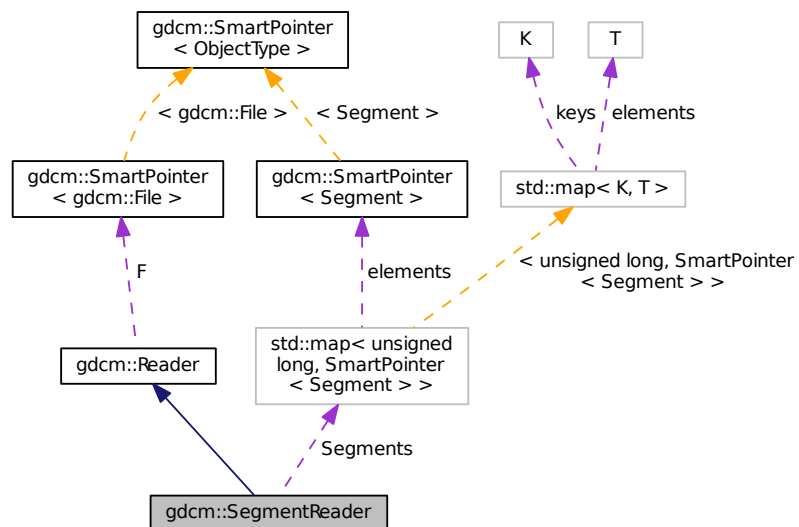 gdcm::SmartPointer
< ObjectType >
K
T
< gdcm::File >
< Segment >
keys
elements
gdcm::SmartPointer
< gdcm::File >
gdcm::SmartPointer
< Segment >
std::map< K, T >
F
elements
< unsigned long, SmartPointer
< Segment > >
gdcm::Reader
std::map< unsigned
long, SmartPointer
< Segment > >
Segments
gdcm::SegmentReader